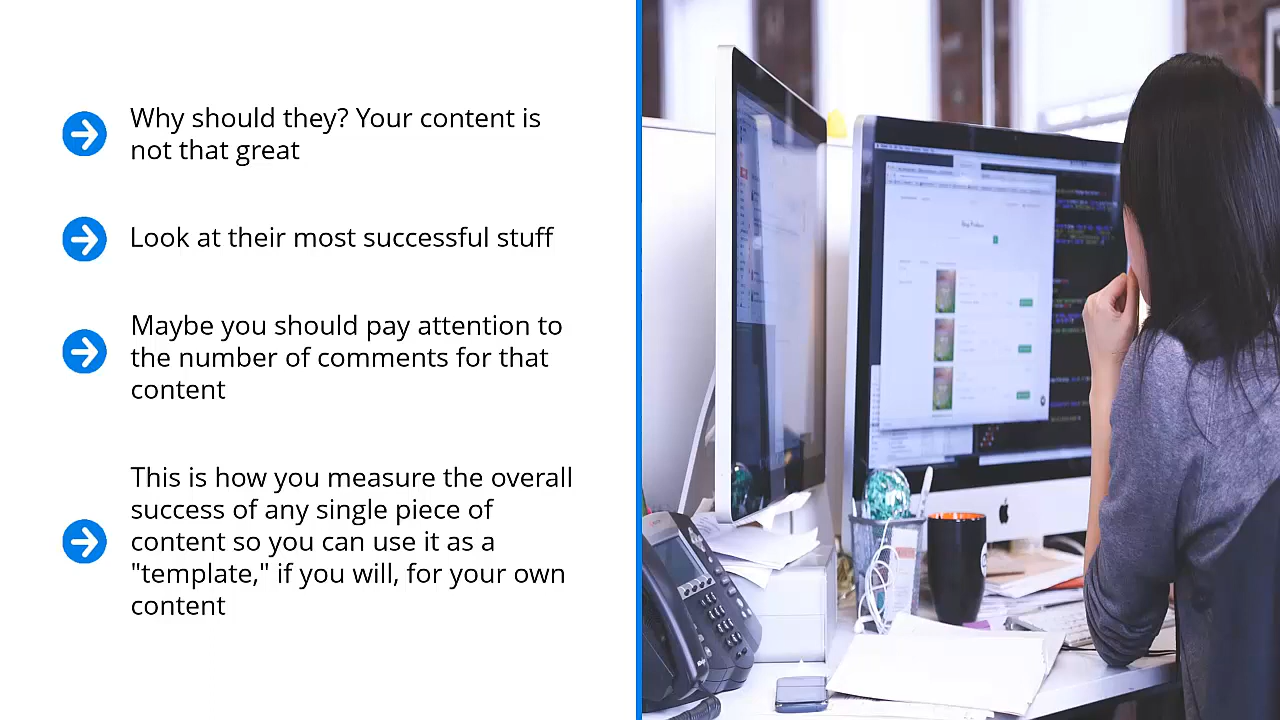 Why should they? Your content is
not that great
Look at their most successful stuff
Maybe you should pay attention to
the number of comments for that
content
This is how you measure the overall
success of any single piece of
content so you can use it as a
"template," if you will, for your own
content